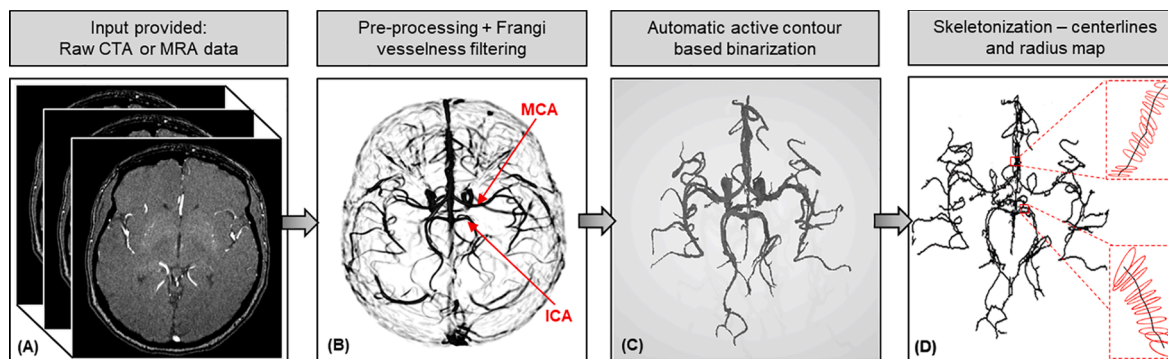 Input provided:
Raw CTA or MRA data
Pre-processing + Frangi
vesselness filtering
Automatic active contour
based binarization
Skeletonization – centerlines
and radius map
MCA
ICA
(A)
(B)
(C)
(D)